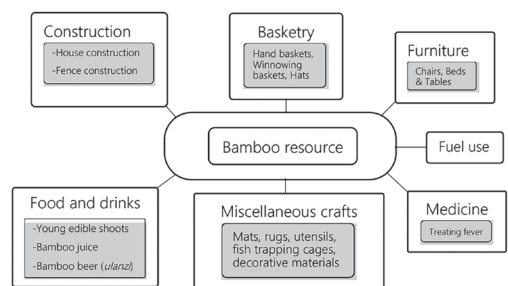 Construction
-House construction
-Fence construction
Basketry
Hand baskets,
Winnowing
baskets, Hats
Furniture
Chairs, Beds
& Tables
Bamboo resource
Fuel use
Food and drinks
-Young edible shoots
-Bamboo juice
-Bamboo beer (ulanzi)
Miscellaneous crafts
Mats, rugs, utensils,
fish trapping cages,
decorative materials
Medicine
Treating fever